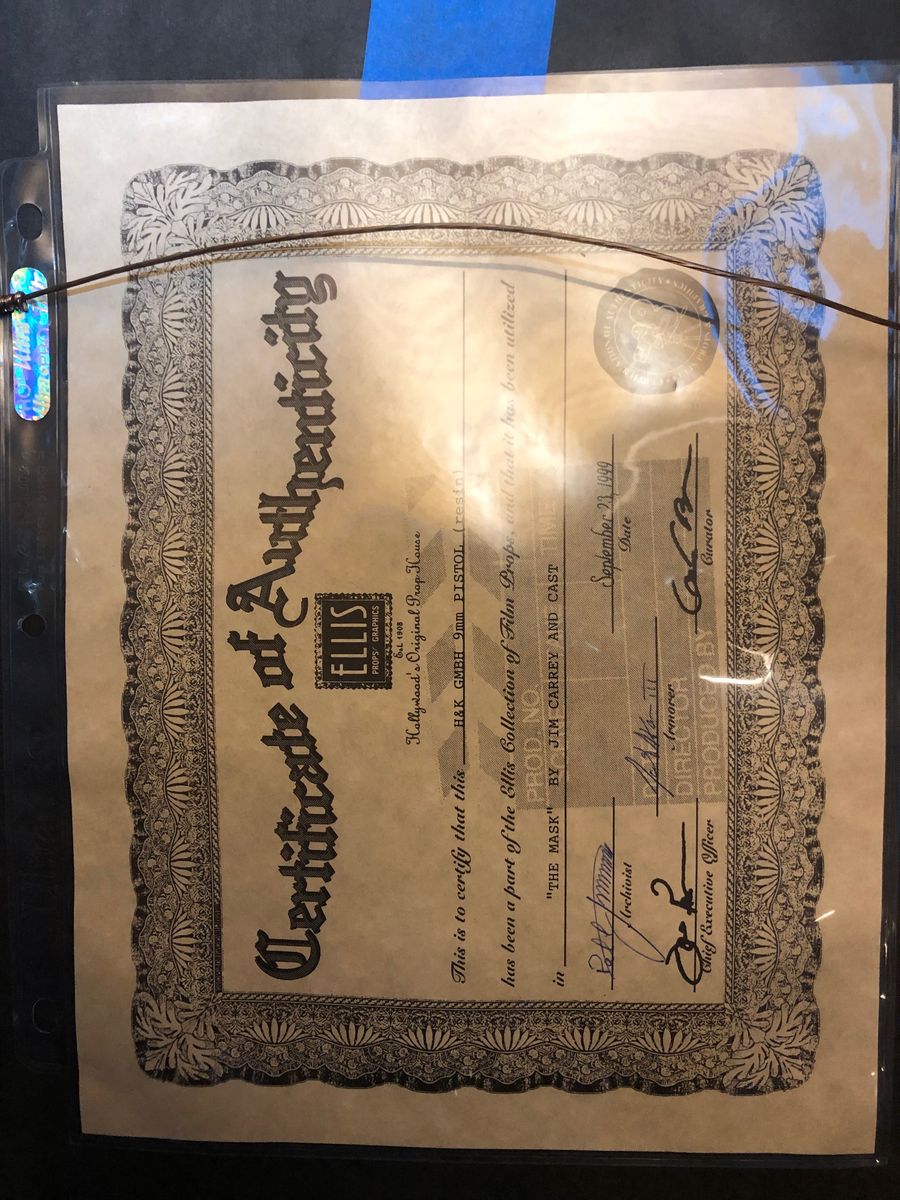 Certificate of Authenticity
ELLIS
PROPS & GRAPHICS
Est. 1908
Hollywood's Original Prop House
This is to certify that this H&K GMBH 9mm PISTOL (resin)
has been a part of the Ellis Collection of Film Props, and that it has been utilized
in "THE MASK" BY JIM CARREY AND CAST
PROD. NO.
TIME
September 23, 1999
Archivist
Date
DIRECTOR
Armorer
PRODUCED BY
Chief Executive Officer
Curator